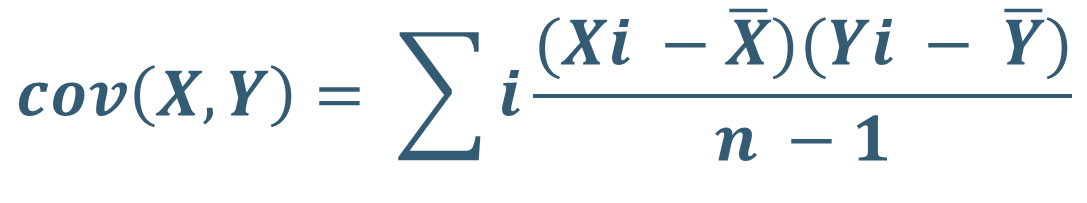 cov(X, Y) = ∑ i (Xi − X̅)(Yi − Y̅)
n − 1